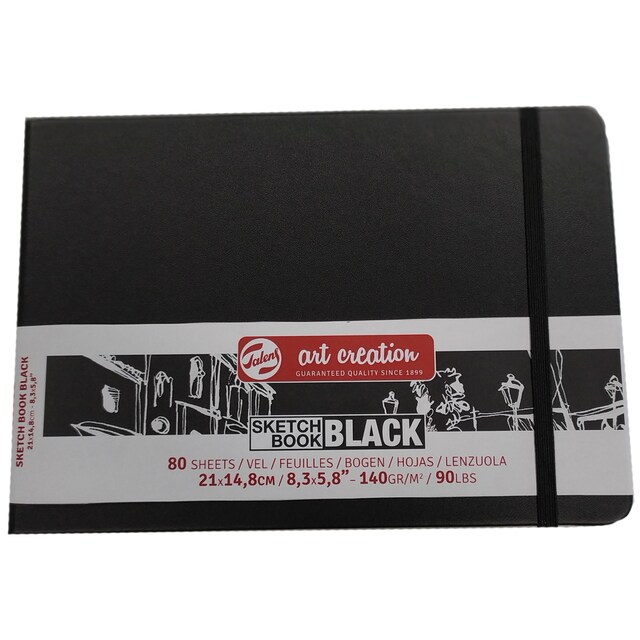 Talens
art creation
GUARANTEED QUALITY SINCE 1899
SKETCH
BOOK
BLACK
80 SHEETS / VEL / FEUILLES / BOGEN / HOJAS / LENZUOLA
21x14,8CM / 8,3x5,8” – 140GR/M² / 90LBS
SKETCH BOOK BLACK
21x14,8CM - 8,3x5,8”